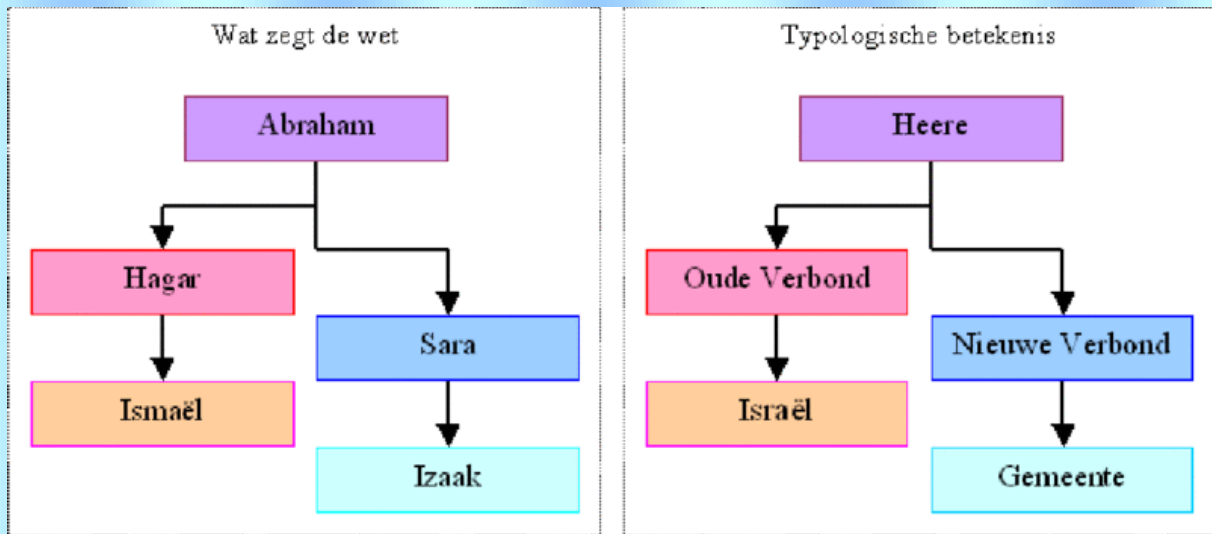 Wat zegt de wet
Abraham
Hagar
Sara
Ismaël
Izaak
Typologische betekenis
Heere
Oude Verbond
Nieuwe Verbond
Israël
Gemeente